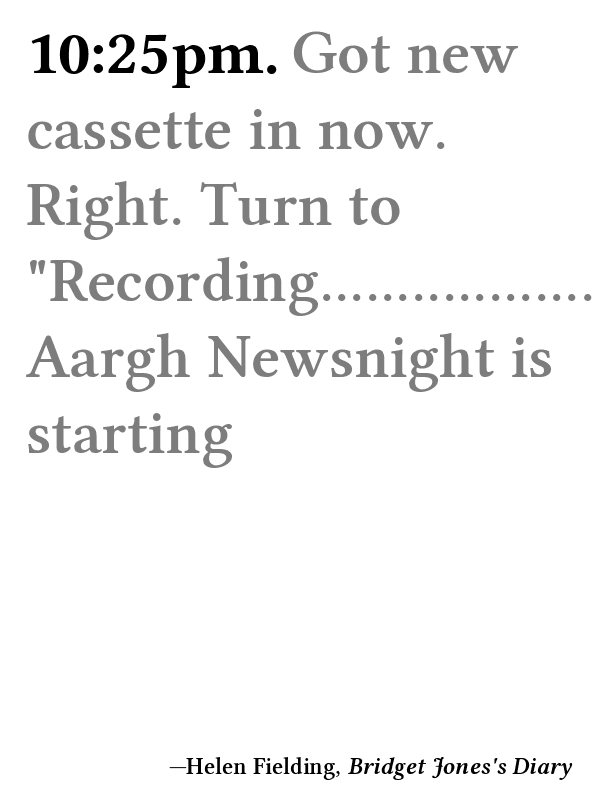 10:25pm. Got new
cassette in now.
Right. Turn to
"Recording..................
Aargh Newsnight is
starting
—Helen Fielding, Bridget Jones's Diary